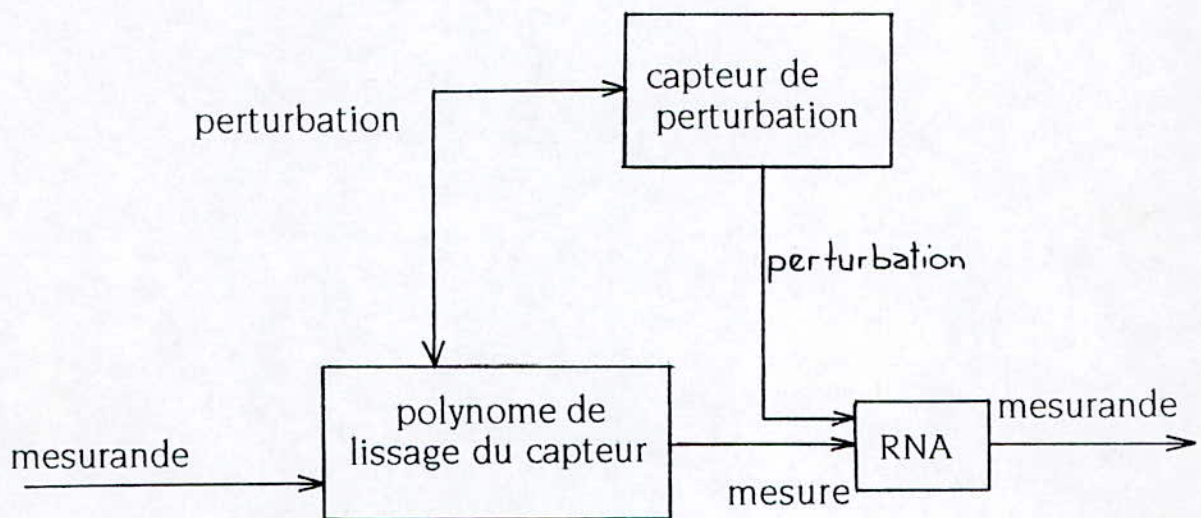 capteur de
perturbation
perturbation
perturbation
polynome de
lissage du capteur
mesurande
RNA
mesurande
mesure